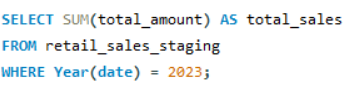 SELECT SUM(total_amount) AS total_sales
FROM retail_sales_staging
WHERE Year(date) = 2023;